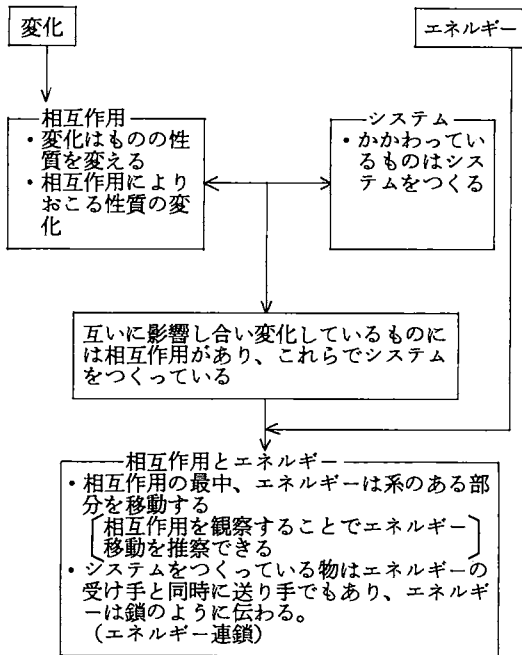 変化
エネルギー
相互作用
・変化はものの性
質を変える
・相互作用により
おこる性質の変
化
システム
・かかわってい
るものはシス
テムをつくる
互いに影響し合い変化しているものに
は相互作用があり、これらでシステム
をつくっている
相互作用とエネルギー
・相互作用の最中、エネルギーは系のある部
分を移動する
〔相互作用を観察することでエネルギー
移動を推察できる〕
・システムをつくっている物はエネルギーの
受け手と同時に送り手でもあり、エネルギ
ーは鎖のように伝わる。
（エネルギー連鎖）